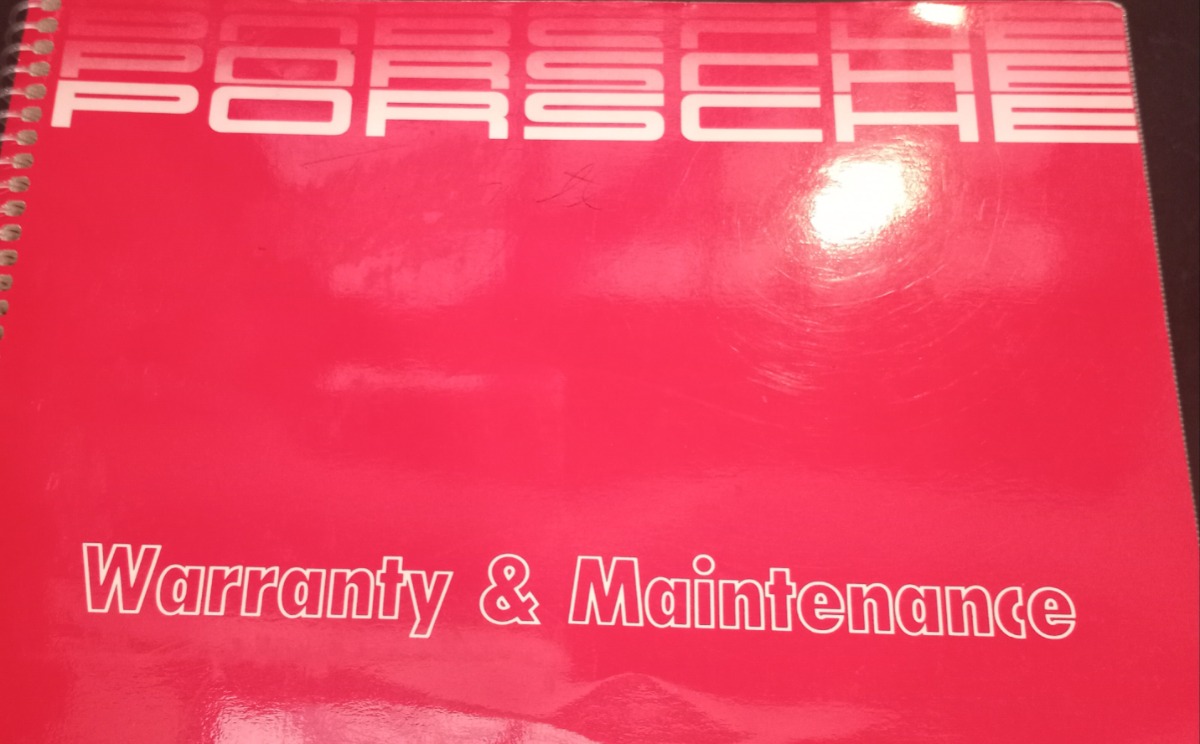 PORSCHE
PORSCHE
PORSCHE
Warranty & Maintenance